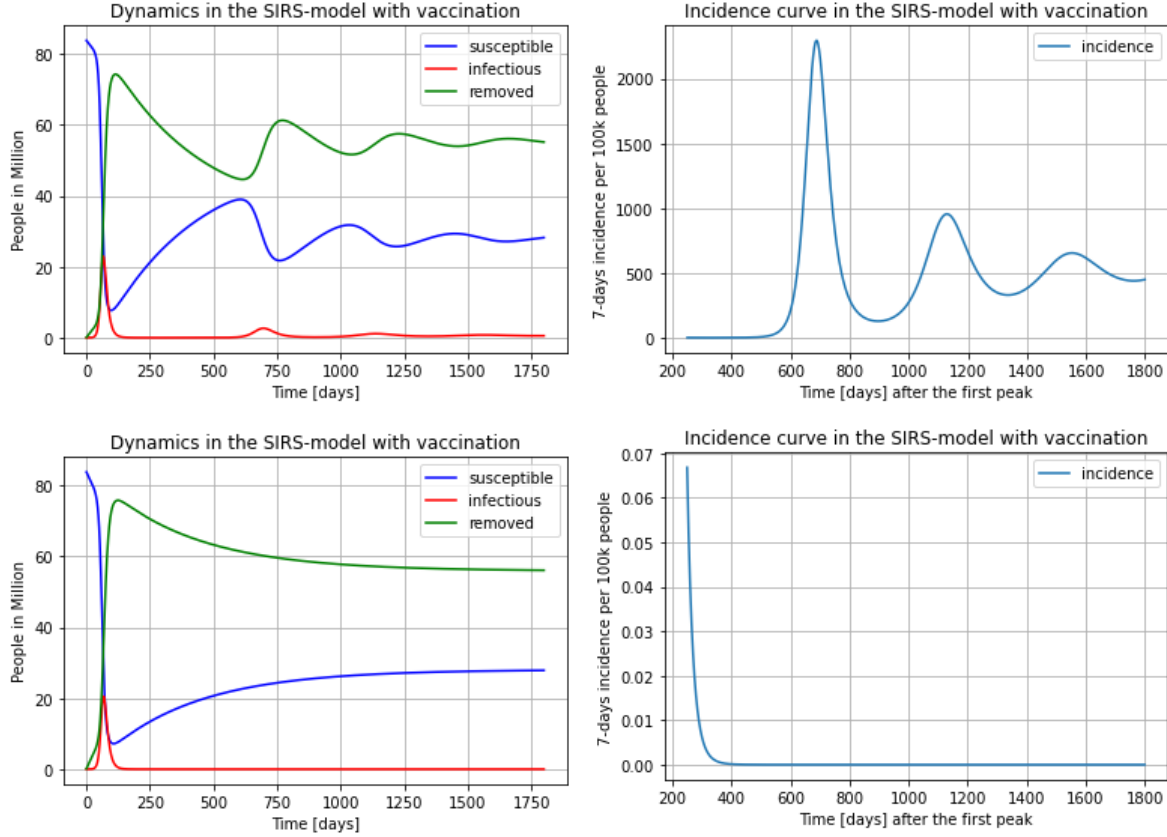 Dynamics in the SIRS-model with vaccination
People in Million
80
60
40
20
0
susceptible
infectious
removed
0 250 500 750 1000 1250 1500 1750
Time [days]
Incidence curve in the SIRS-model with vaccination
7-days incidence per 100k people
2000
1500
1000
500
0
incidence
200 400 600 800 1000 1200 1400 1600 1800
Time [days] after the first peak
Dynamics in the SIRS-model with vaccination
People in Million
80
60
40
20
0
susceptible
infectious
removed
0 250 500 750 1000 1250 1500 1750
Time [days]
Incidence curve in the SIRS-model with vaccination
7-days incidence per 100k people
0.07
0.06
0.05
0.04
0.03
0.02
0.01
0.00
incidence
200 400 600 800 1000 1200 1400 1600 1800
Time [days] after the first peak